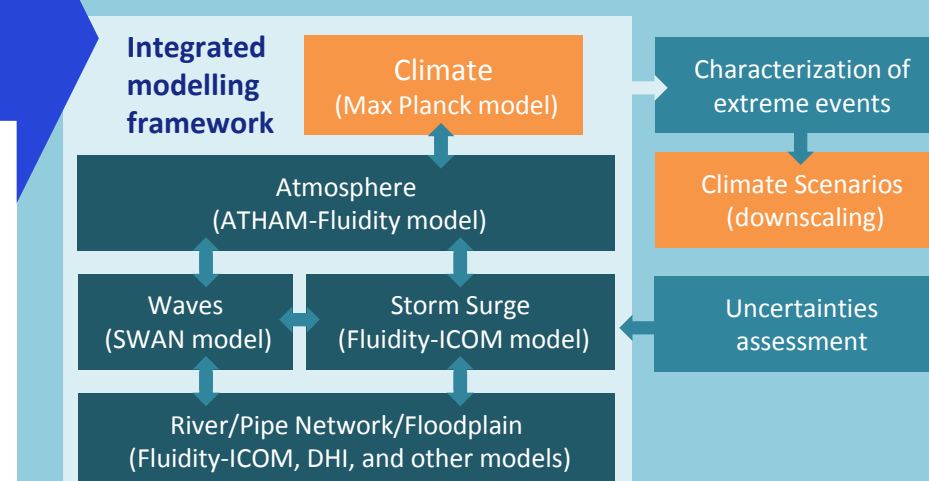 Integrated
modelling
framework
Climate
(Max Planck model)
Atmosphere
(ATHAM-Fluidity model)
Waves
(SWAN model)
Storm Surge
(Fluidity-ICOM model)
River/Pipe Network/Floodplain
(Fluidity-ICOM, DHI, and other models)
Characterization of
extreme events
Climate Scenarios
(downscaling)
Uncertainties
assessment